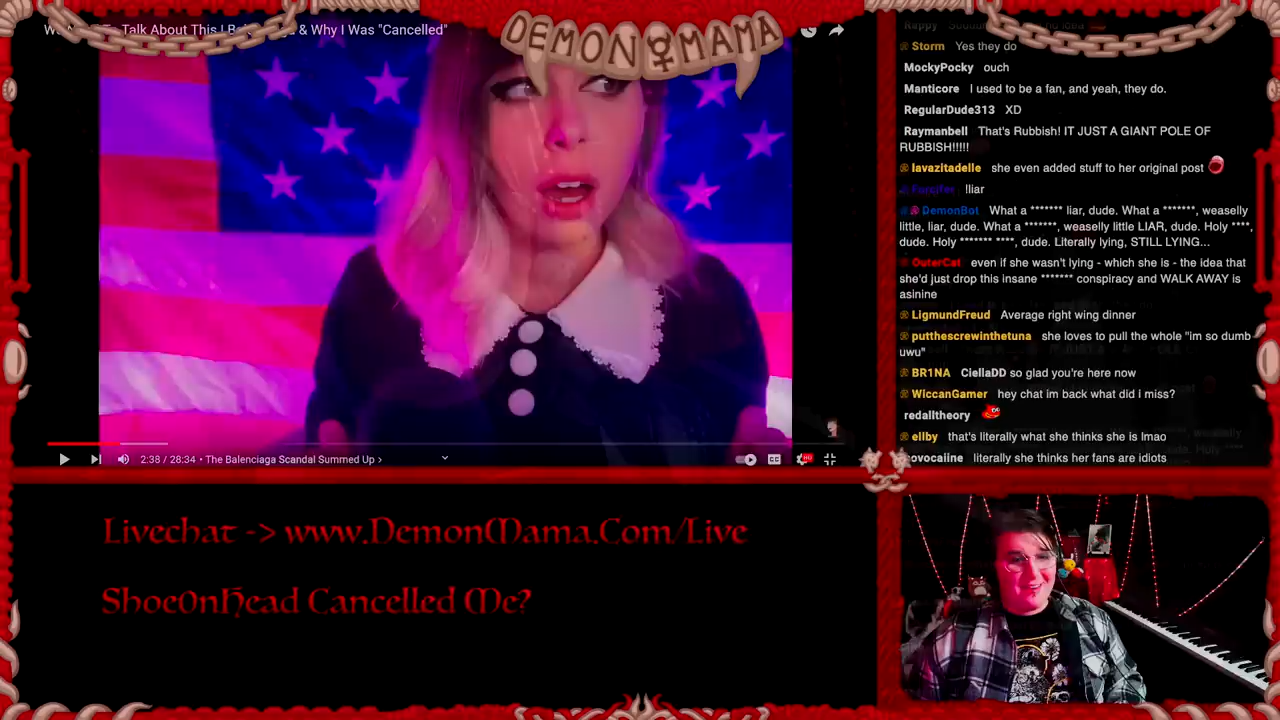 Talk About This | & Why I Was "Cancelled"
DEMON MAMA
2:38 / 28:34 • The Balenciaga Scandal Summed Up >
CC
HD
Livechat -> www.DemonMama.Com/Live
Shoe0nHead Cancelled Me?
Storm Yes they do
MockyPocky ouch
Manticore I used to be a fan, and yeah, they do.
RegularDude313 XD
Raymanbell That's Rubbish! IT JUST A GIANT POLE OF
RUBBISH!!!!!
lavazitadelle she even added stuff to her original post
!liar
DemonBot What a ******* liar, dude. What a *******, weaselly
little, liar, dude. What a *******, weaselly little LIAR, dude. Holy ****,
dude. Holy ******* ****, dude. Literally lying, STILL LYING...
OuterCat even if she wasn't lying - which she is - the idea that
she'd just drop this insane ******* conspiracy and WALK AWAY is
asinine
LigmundFreud Average right wing dinner
putthescrewinthetuna she loves to pull the whole "im so dumb
uwu"
BR1NA CiellaDD so glad you're here now
WiccanGamer hey chat im back what did i miss?
redalltheory
ellby that's literally what she thinks she is lmao
ovocaiine literally she thinks her fans are idiots